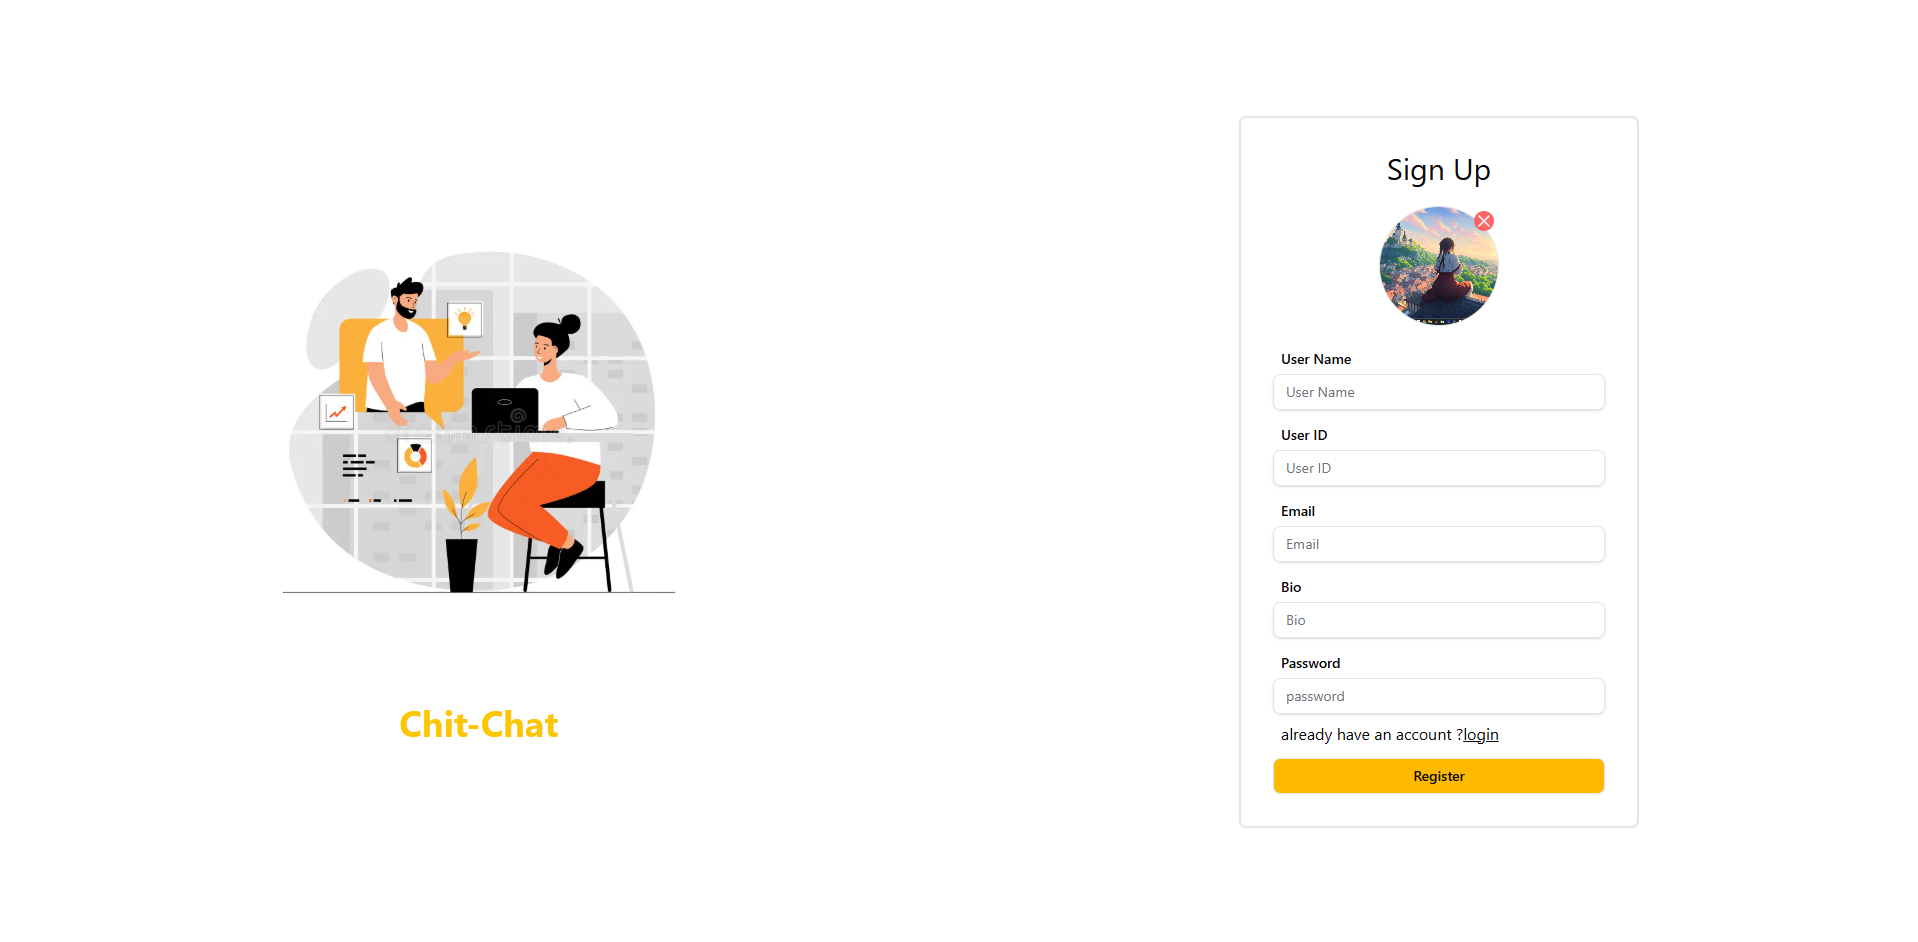 Chit-Chat
Sign Up
User Name
User Name
User ID
User ID
Email
Email
Bio
Bio
Password
password
already have an account ?login
Register